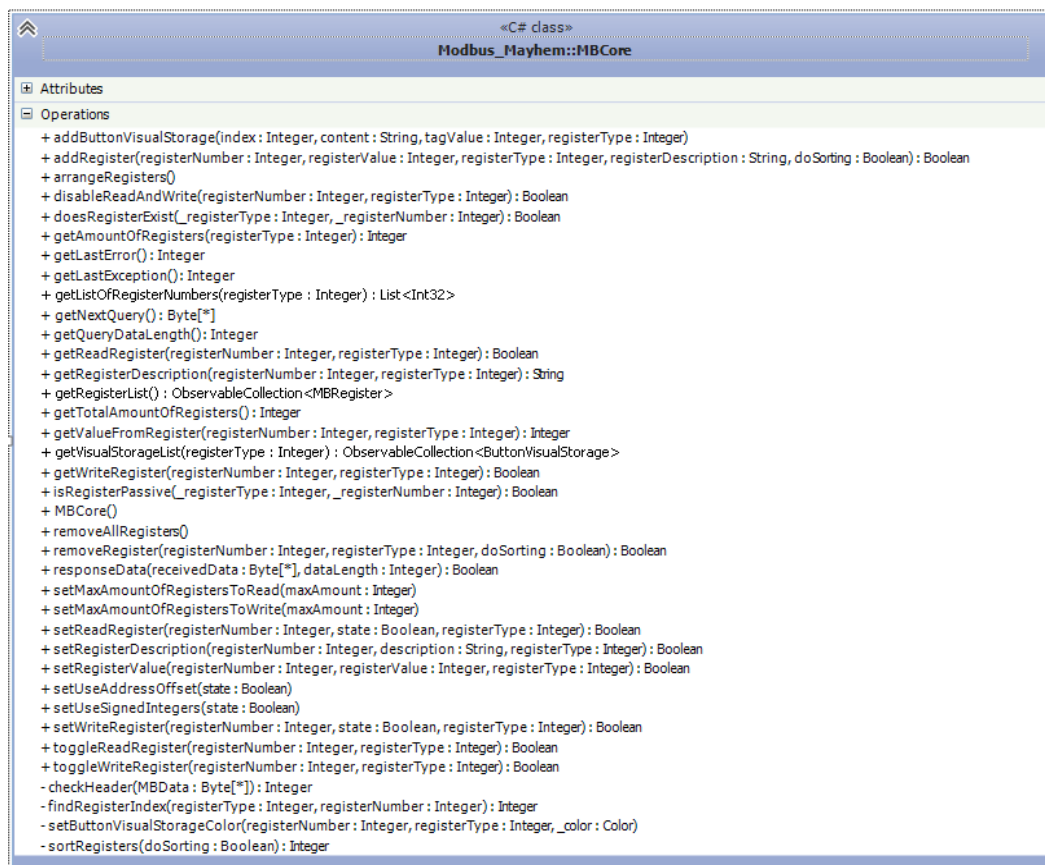 «C# class»
Modbus_Mayhem::MBCore
Attributes
Operations
+ addButtonVisualStorage(index : Integer, content : String, tagValue : Integer, registerType : Integer)
+ addRegister(registerNumber : Integer, registerValue : Integer, registerType : Integer, registerDescription : String, doSorting : Boolean) : Boolean
+ arrangeRegisters()
+ disableReadAndWrite(registerNumber : Integer, registerType : Integer) : Boolean
+ doesRegisterExist(_registerType : Integer, _registerNumber : Integer) : Boolean
+ getAmountOfRegisters(registerType : Integer) : Integer
+ getLastError() : Integer
+ getLastException() : Integer
+ getListOfRegisterNumbers(registerType : Integer) : List<Int32>
+ getNextQuery() : Byte[*]
+ getQueryDataLength() : Integer
+ getReadRegister(registerNumber : Integer, registerType : Integer) : Boolean
+ getRegisterDescription(registerNumber : Integer, registerType : Integer) : String
+ getRegisterList() : ObservableCollection<MBRegister>
+ getTotalAmountOfRegisters() : Integer
+ getValueFromRegister(registerNumber : Integer, registerType : Integer) : Integer
+ getVisualStorageList(registerType : Integer) : ObservableCollection<ButtonVisualStorage>
+ getWriteRegister(registerNumber : Integer, registerType : Integer) : Boolean
+ isRegisterPassive(_registerType : Integer, _registerNumber : Integer) : Boolean
+ MBCore()
+ removeAllRegisters()
+ removeRegister(registerNumber : Integer, registerType : Integer, doSorting : Boolean) : Boolean
+ responseData(receivedData : Byte[*], dataLength : Integer) : Boolean
+ setMaxAmountOfRegistersToRead(maxAmount : Integer)
+ setMaxAmountOfRegistersToWrite(maxAmount : Integer)
+ setReadRegister(registerNumber : Integer, state : Boolean, registerType : Integer) : Boolean
+ setRegisterDescription(registerNumber : Integer, description : String, registerType : Integer) : Boolean
+ setRegisterValue(registerNumber : Integer, registerValue : Integer, registerType : Integer) : Boolean
+ setUseAddressOffset(state : Boolean)
+ setUseSignedIntegers(state : Boolean)
+ setWriteRegister(registerNumber : Integer, state : Boolean, registerType : Integer) : Boolean
+ toggleReadRegister(registerNumber : Integer, registerType : Integer) : Boolean
+ toggleWriteRegister(registerNumber : Integer, registerType : Integer) : Boolean
- checkHeader(MBData : Byte[*]) : Integer
- findRegisterIndex(registerType : Integer, registerNumber : Integer) : Integer
- setButtonVisualStorageColor(registerNumber : Integer, registerType : Integer, _color : Color)
- sortRegisters(doSorting : Boolean) : Integer